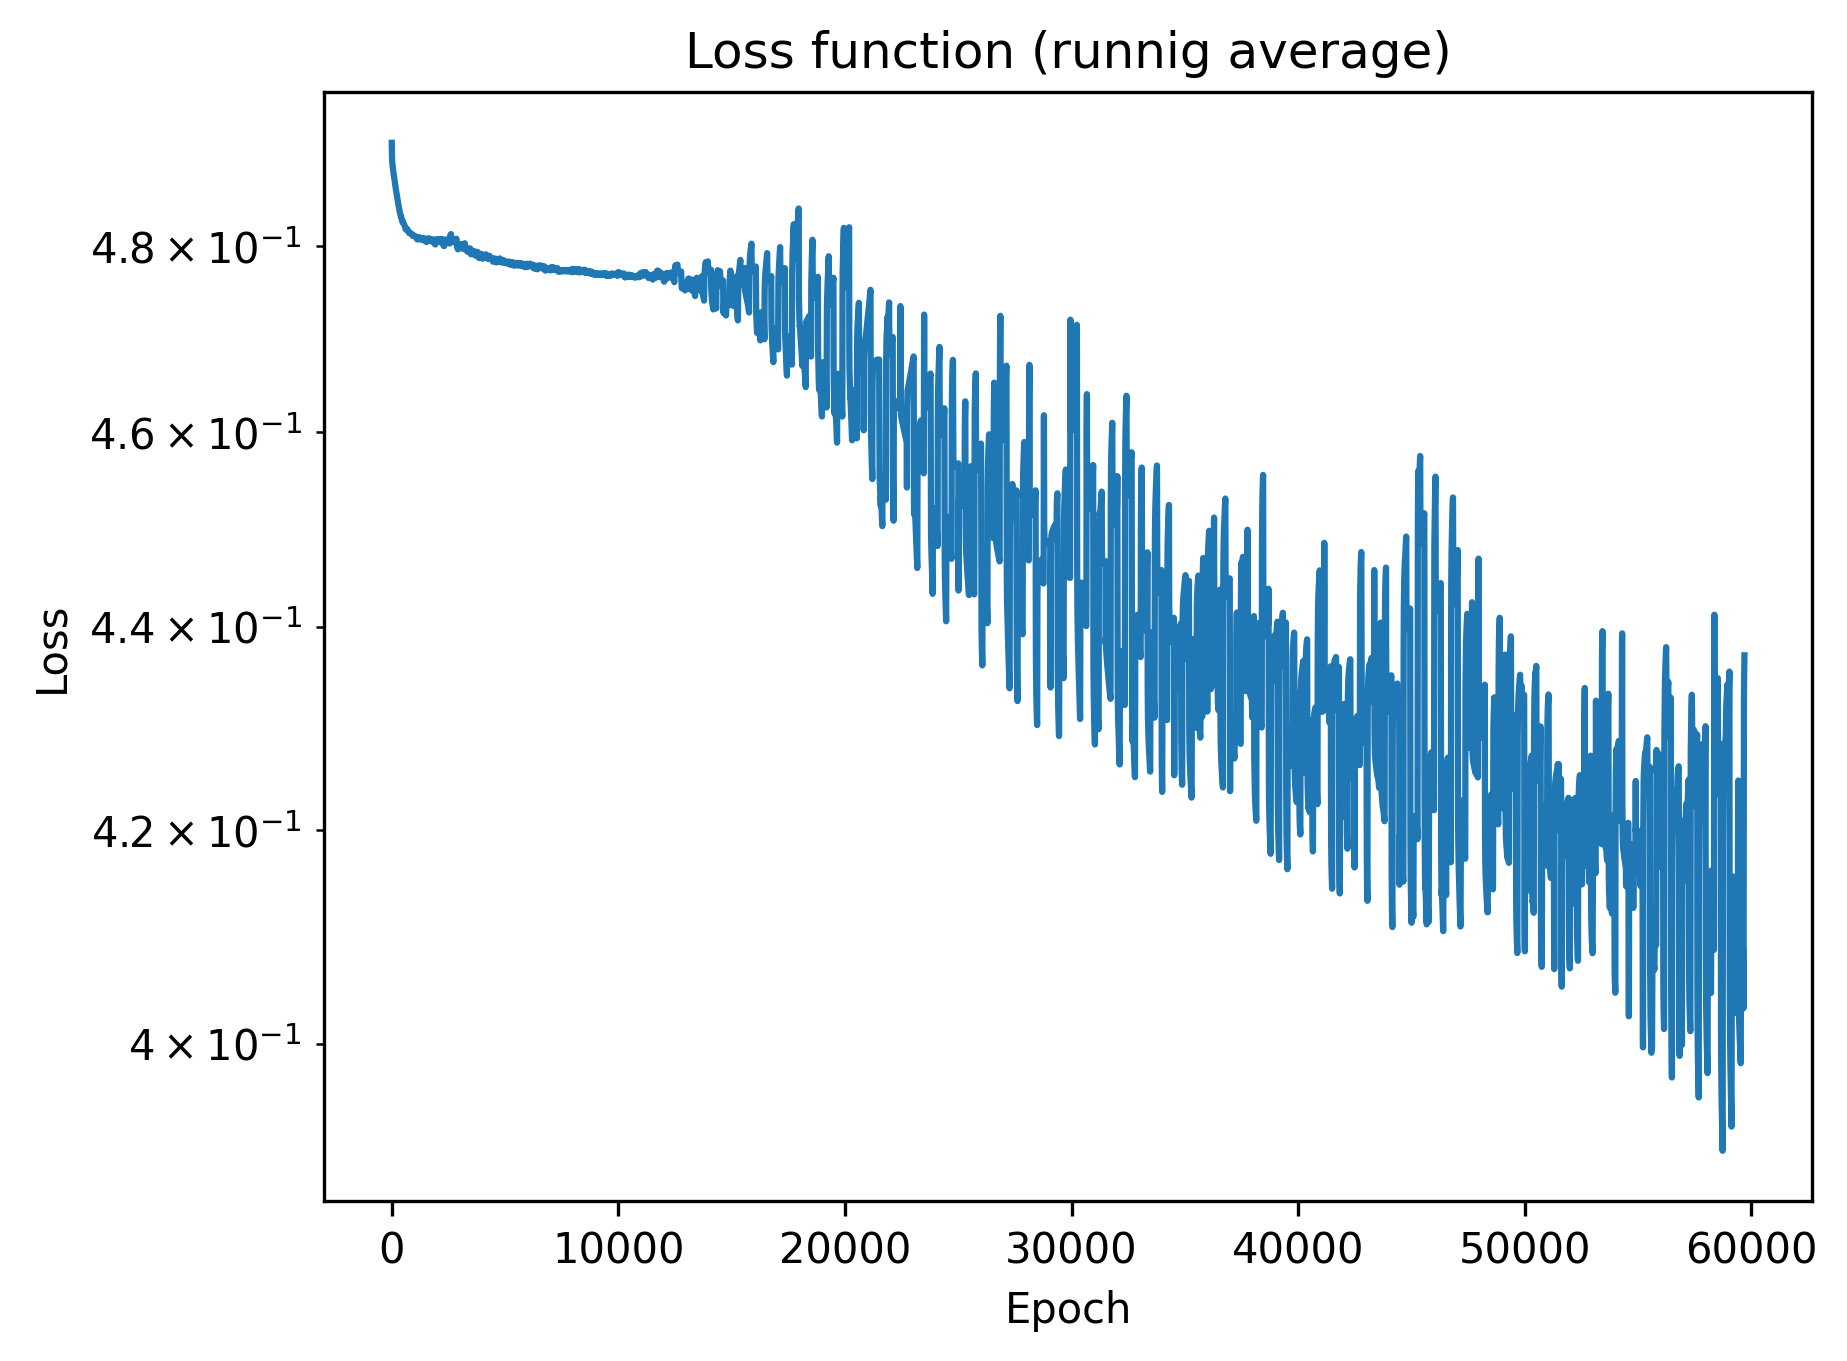 Loss function (runnig average)
4.8 × 10⁻¹
4.6 × 10⁻¹
4.4 × 10⁻¹
4.2 × 10⁻¹
4 × 10⁻¹
Loss
0 10000 20000 30000 40000 50000 60000
Epoch